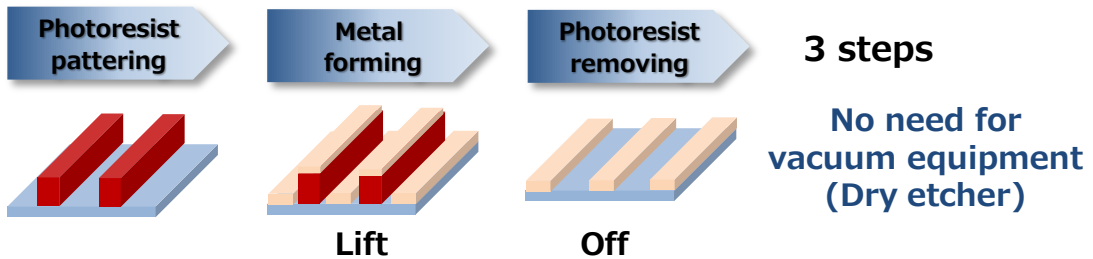 Photoresist
pattering
Metal
forming
Photoresist
removing
3 steps
No need for
vacuum equipment
(Dry etcher)
Lift
Off